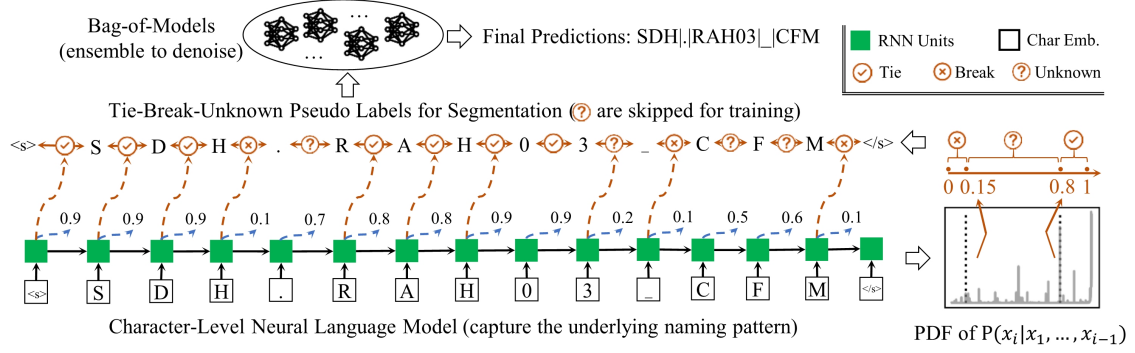 Bag-of-Models
(ensemble to denoise)
... 
...
Final Predictions: SDH|.|RAH03|_|CFM
RNN Units Char Emb.
Tie Break Unknown
Tie-Break-Unknown Pseudo Labels for Segmentation (? are skipped for training)
<s> S D H . ? R A H 0 3 ? _ C ? F ? M </s>
0 0.15 0.8 1
?
0.9 0.9 0.9 0.1 0.7 0.8 0.8 0.9 0.9 0.2 0.1 0.5 0.6 0.1
<s> S D H . R A H 0 3 _ C F M </s>
Character-Level Neural Language Model (capture the underlying naming pattern)
PDF of P(x_i|x_1, ..., x_{i-1})